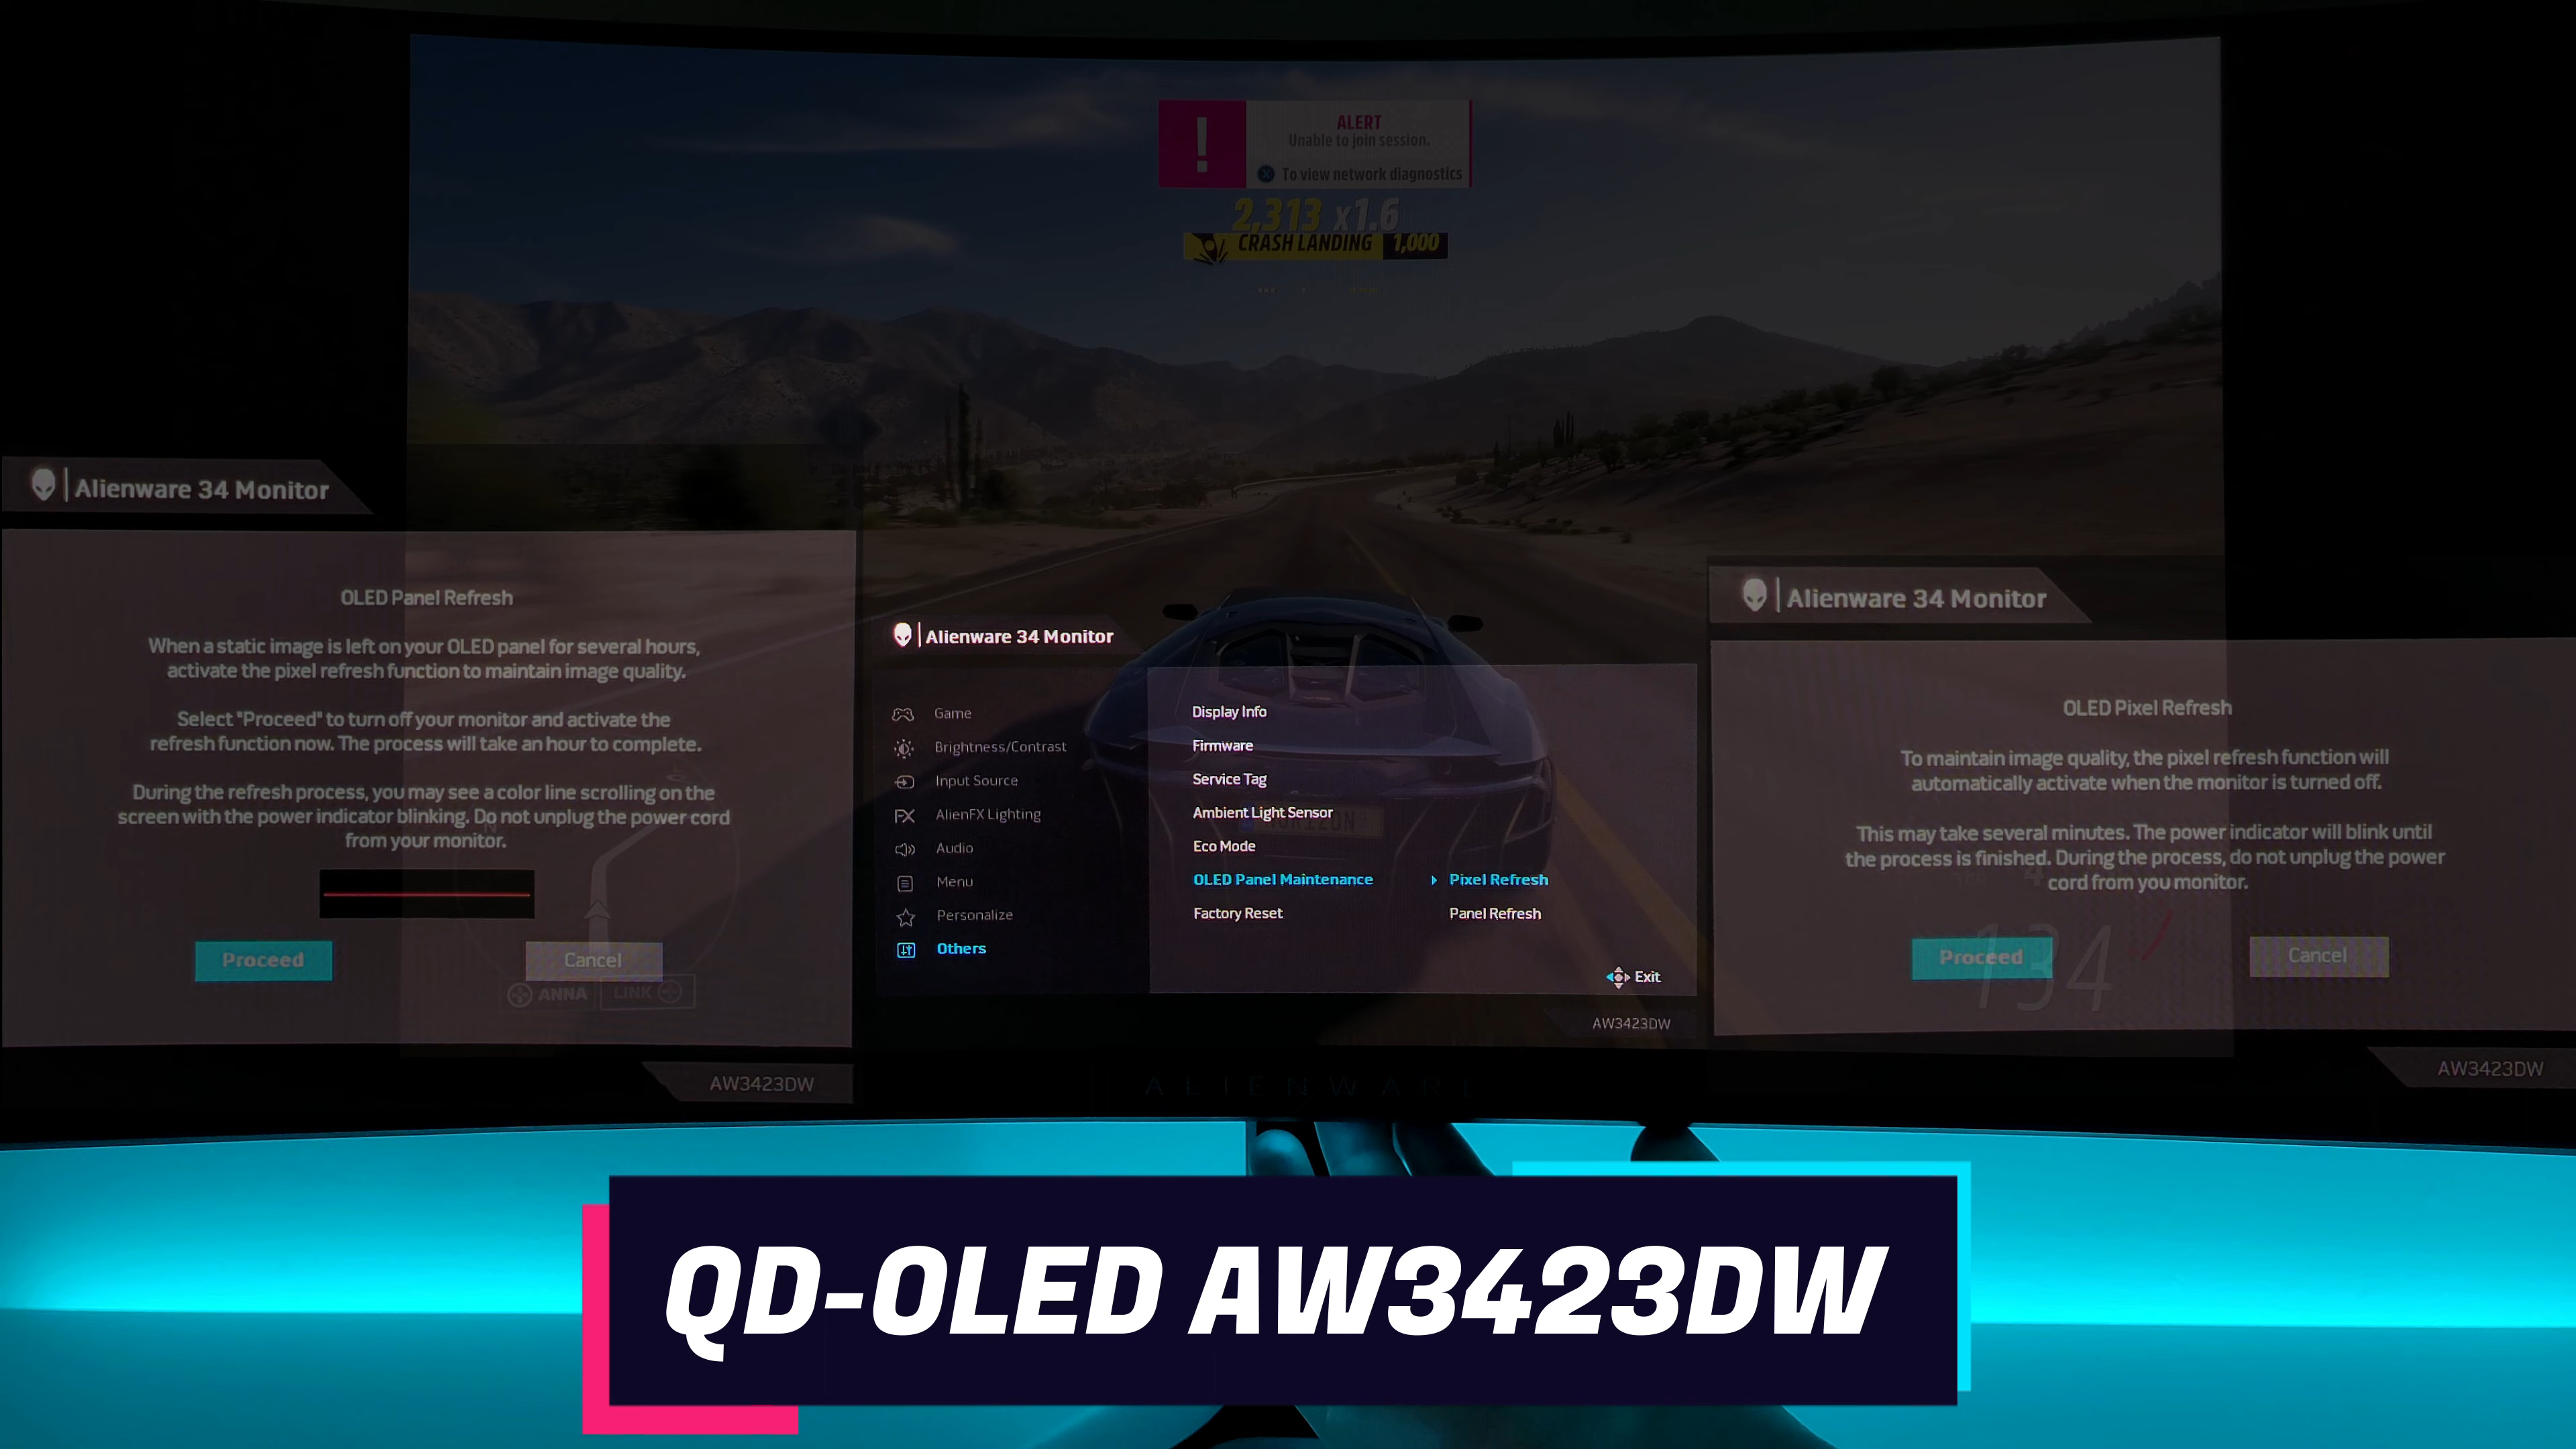 ALERT
Unable to join session.
To view network diagnostics
2,313 x1.6
CRASH LANDING 1,000
Alienware 34 Monitor
OLED Panel Refresh
When a static image is left on your OLED panel for several hours,
activate the pixel refresh function to maintain image quality.
Select "Proceed" to turn off your monitor and activate the
refresh function now. The process will take an hour to complete.
During the refresh process, you may see a color line scrolling on the
screen with the power indicator blinking. Do not unplug the power cord
from your monitor.
Proceed
Cancel
N
ANNA
LINK
AW3423DW
Alienware 34 Monitor
Game
Brightness/Contrast
Input Source
FX AlienFX Lighting
Audio
Menu
Personalize
Others
Display Info
Firmware
Service Tag
Ambient Light Sensor
Eco Mode
OLED Panel Maintenance
Pixel Refresh
Factory Reset
Panel Refresh
Exit
AW3423DW
Alienware 34 Monitor
OLED Pixel Refresh
To maintain image quality, the pixel refresh function will
automatically activate when the monitor is turned off.
This may take several minutes. The power indicator will blink until
the process is finished. During the process, do not unplug the power
cord from you monitor.
4
134
Proceed
Cancel
AW3423DW
ALIENWARE
QD-OLED AW3423DW